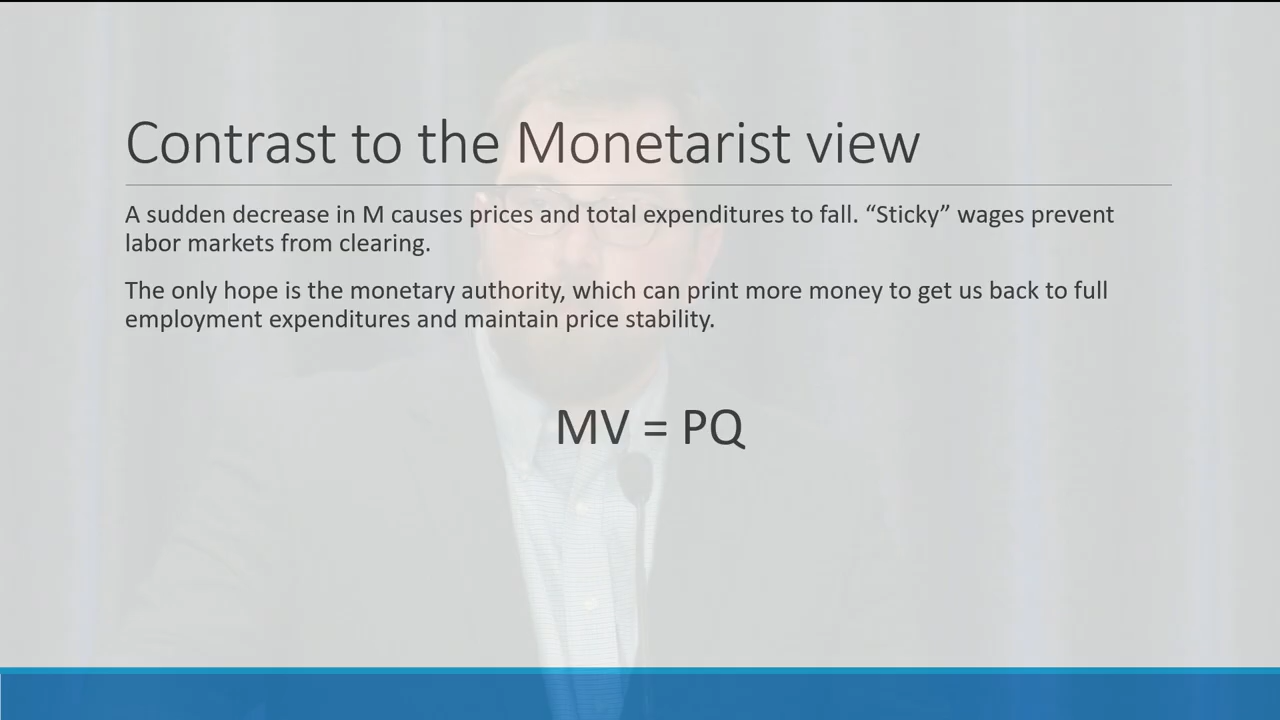 Contrast to the Monetarist view
A sudden decrease in M causes prices and total expenditures to fall. “Sticky” wages prevent
labor markets from clearing.
The only hope is the monetary authority, which can print more money to get us back to full
employment expenditures and maintain price stability.
MV = PQ